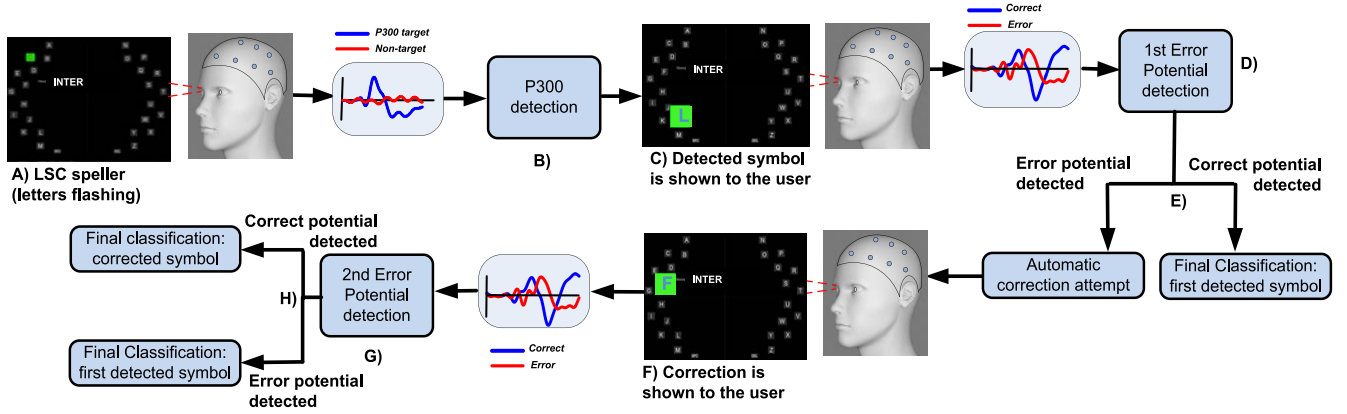 P300 target
Non-target
INTER
A) LSC speller
(letters flashing)
P300
detection
B)
INTER
L
C) Detected symbol
is shown to the user
Correct
Error
1st Error
Potential
detection
D)
Error potential
detected
Correct potential
detected
E)
Automatic
correction attempt
Final Classification:
first detected symbol
INTER
F
F) Correction is
shown to the user
Correct
Error
2nd Error
Potential
detection
G)
H)
Correct potential
detected
Final classification:
corrected symbol
Final Classification:
first detected symbol
Error potential
detected